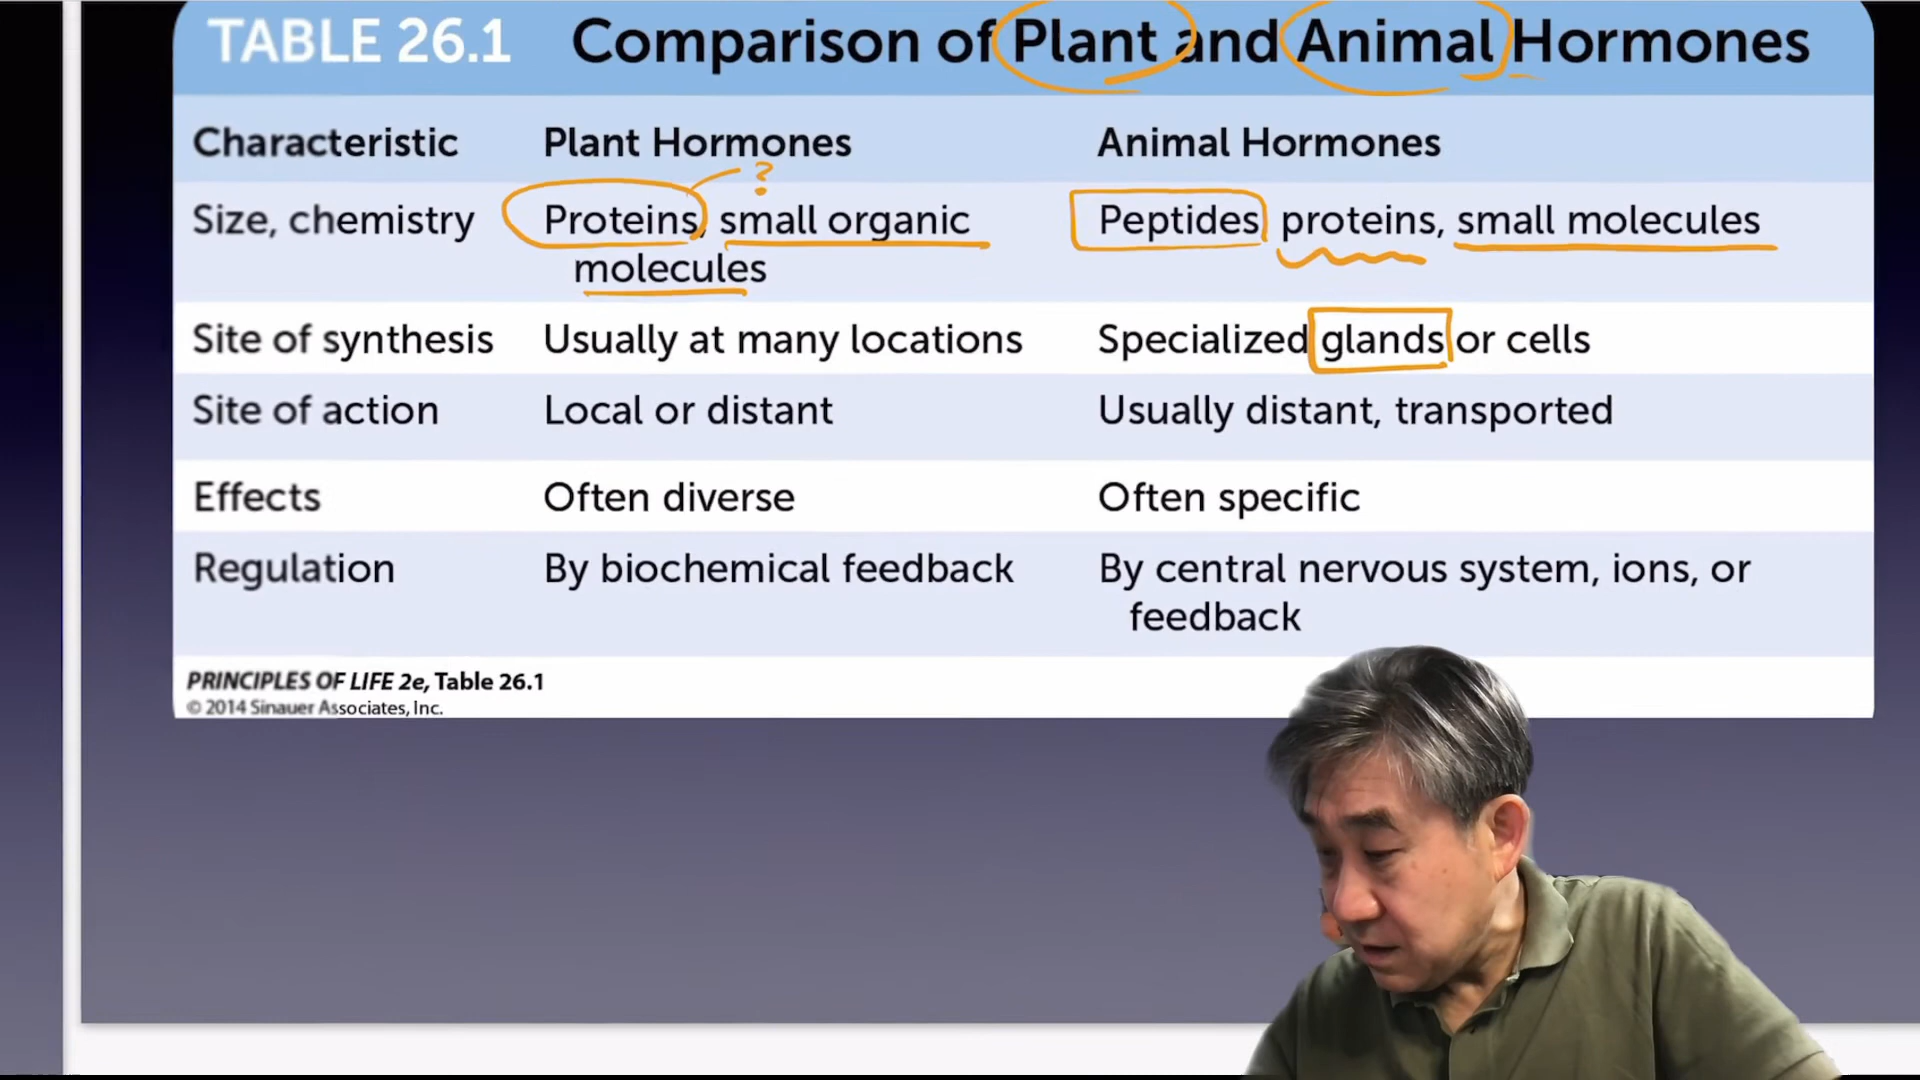 TABLE 26.1 Comparison of Plant and Animal Hormones
Characteristic Plant Hormones Animal Hormones
?
Size, chemistry Proteins, small organic Peptides, proteins, small molecules
molecules
Site of synthesis Usually at many locations Specialized glands or cells
Site of action Local or distant Usually distant, transported
Effects Often diverse Often specific
Regulation By biochemical feedback By central nervous system, ions, or
feedback
PRINCIPLES OF LIFE 2e, Table 26.1
© 2014 Sinauer Associates, Inc.